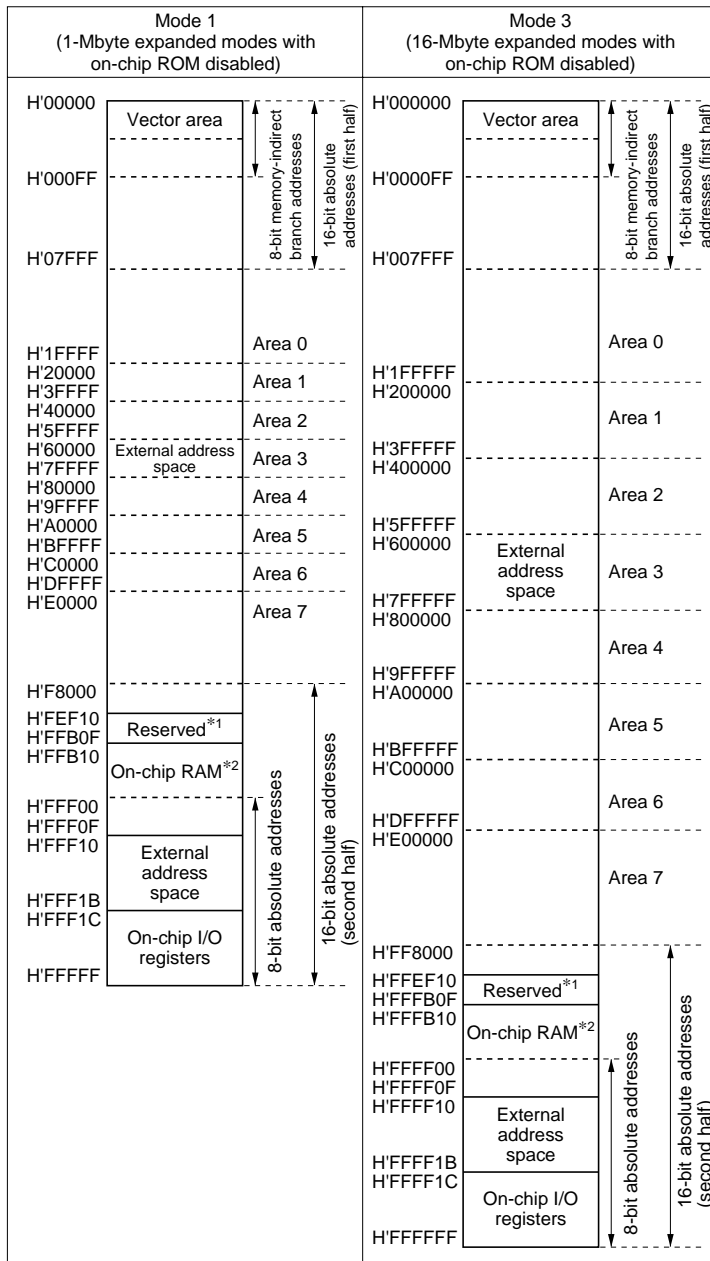 Mode 1
(1-Mbyte expanded modes with
on-chip ROM disabled)
H'00000
Vector area
H'000FF
H'07FFF
8-bit memory-indirect
branch addresses
16-bit absolute
addresses (first half)
H'1FFFF
Area 0
H'20000
H'3FFFF
Area 1
H'40000
H'5FFFF
Area 2
H'60000
H'7FFFF
External address
space
Area 3
H'80000
H'9FFFF
Area 4
H'A0000
H'BFFFF
Area 5
H'C0000
H'DFFFF
Area 6
H'E0000
Area 7
H'F8000
H'FEF10
Reserved*1
H'FFB0F
H'FFB10
On-chip RAM*2
H'FFF00
H'FFF0F
H'FFF10
External
address
space
H'FFF1B
H'FFF1C
On-chip I/O
registers
H'FFFFF
8-bit absolute addresses
16-bit absolute addresses
(second half)
Mode 3
(16-Mbyte expanded modes with
on-chip ROM disabled)
H'000000
Vector area
H'0000FF
H'007FFF
8-bit memory-indirect
branch addresses
16-bit absolute
addresses (first half)
Area 0
H'1FFFFF
H'200000
Area 1
H'3FFFFF
H'400000
Area 2
H'5FFFFF
H'600000
External
address
space
Area 3
H'7FFFFF
H'800000
Area 4
H'9FFFFF
H'A00000
Area 5
H'BFFFFF
H'C00000
Area 6
H'DFFFFF
H'E00000
Area 7
H'FF8000
H'FFEF10
Reserved*1
H'FFFB0F
H'FFFB10
On-chip RAM*2
H'FFFF00
H'FFFF0F
H'FFFF10
External
address
space
H'FFFF1B
H'FFFF1C
On-chip I/O
registers
H'FFFFFF
8-bit absolute addresses
16-bit absolute addresses
(second half)